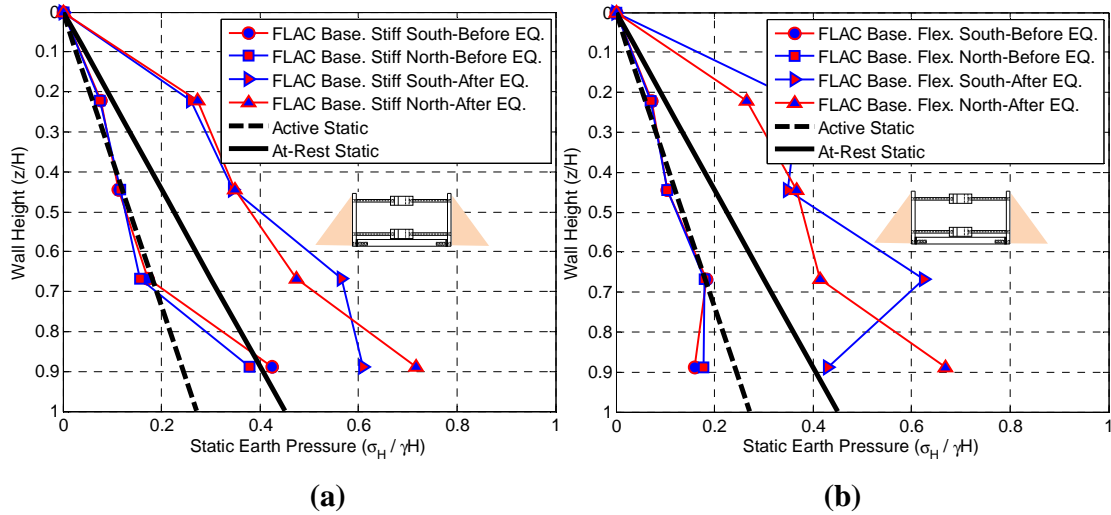 0
0.1
0.2
0.3
0.4
0.5
0.6
0.7
0.8
0.9
1
Wall Height (z/H)
FLAC Base. Stiff South-Before EQ.
FLAC Base. Stiff North-Before EQ.
FLAC Base. Stiff South-After EQ.
FLAC Base. Stiff North-After EQ.
Active Static
At-Rest Static
0 0.2 0.4 0.6 0.8 1
Static Earth Pressure (σH / γH)
(a)
0
0.1
0.2
0.3
0.4
0.5
0.6
0.7
0.8
0.9
1
Wall Height (z/H)
FLAC Base. Flex. South-Before EQ.
FLAC Base. Flex. North-Before EQ.
FLAC Base. Flex. South-After EQ.
FLAC Base. Flex. North-After EQ.
Active Static
At-Rest Static
0 0.2 0.4 0.6 0.8 1
Static Earth Pressure (σH / γH)
(b)